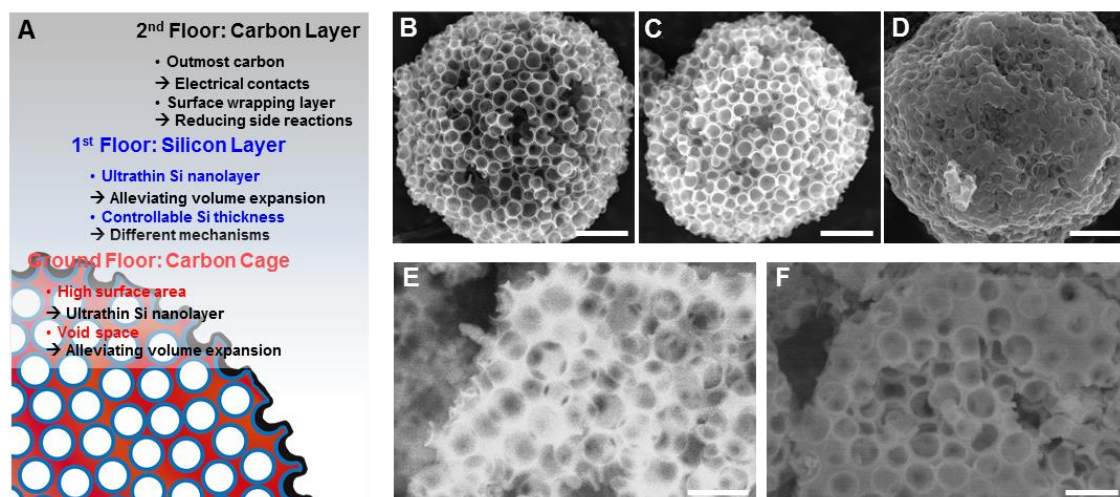 A
2nd Floor: Carbon Layer
• Outmost carbon
→ Electrical contacts
• Surface wrapping layer
→ Reducing side reactions
1st Floor: Silicon Layer
• Ultrathin Si nanolayer
→ Alleviating volume expansion
• Controllable Si thickness
→ Different mechanisms
Ground Floor: Carbon Cage
• High surface area
→ Ultrathin Si nanolayer
• Void space
→ Alleviating volume expansion
B
C
D
E
F